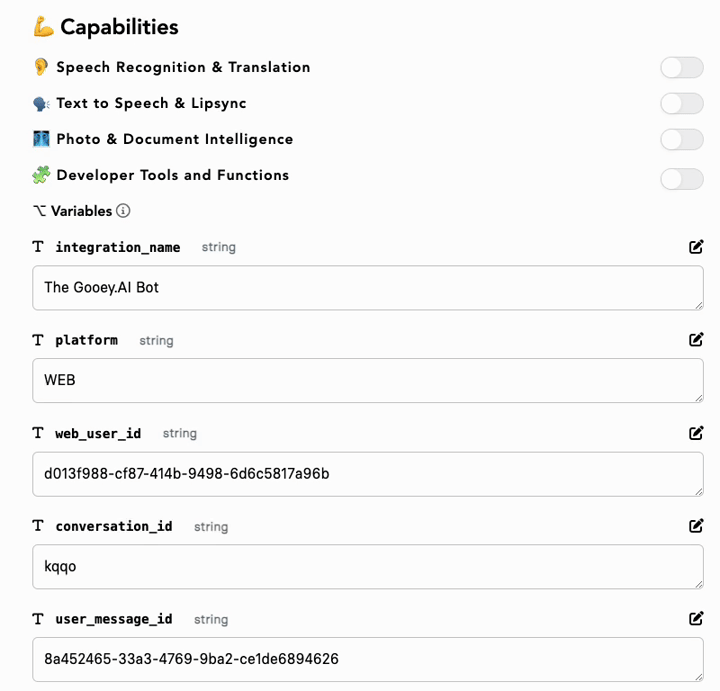 Capabilities
Speech Recognition & Translation
Text to Speech & Lipsync
Photo & Document Intelligence
Developer Tools and Functions
⌥ Variables
T integration_name string
The Gooey.AI Bot
T platform string
WEB
T web_user_id string
d013f988-cf87-414b-9498-6d6c5817a96b
T conversation_id string
kqqo
T user_message_id string
8a452465-33a3-4769-9ba2-ce1de6894626